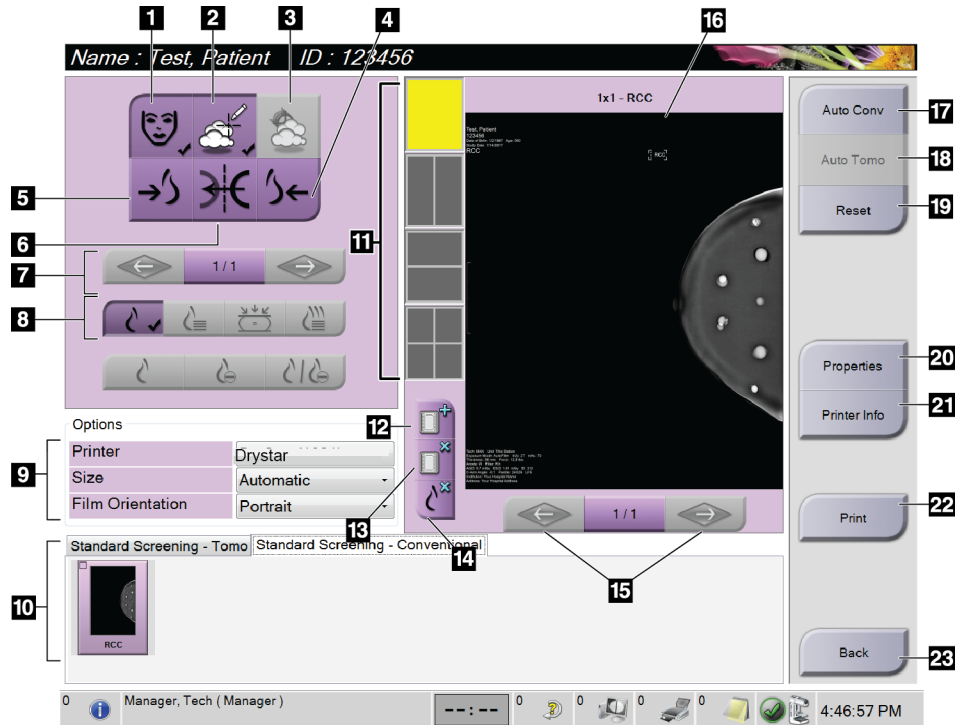 1
2
3
4
16
Name : Test, Patient ID : 123456
1x1 - RCC
Test, Patient
123456
RCC
RCC
Auto Conv
17
Auto Tomo
18
Reset
19
5
6
11
7
1 / 1
8
Properties
20
Printer Info
21
Options
12
9
Printer
Drystar
Size
Automatic
Film Orientation
Portrait
13
14
1 / 1
Print
22
15
Standard Screening - Tomo
Standard Screening - Conventional
10
RCC
Back
23
0
Manager, Tech ( Manager )
--:--
0
0
0
0
4:46:57 PM